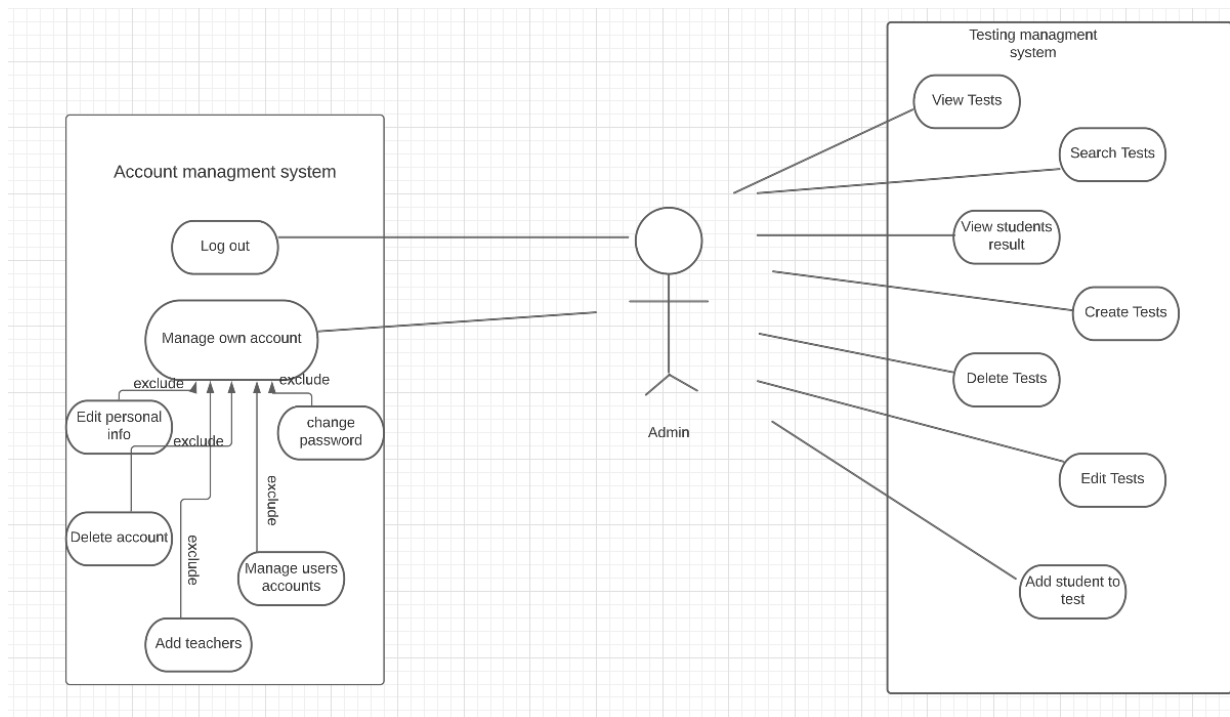 Testing managment
system
View Tests
Search Tests
Account managment system
Log out
View students
result
Manage own account
Create Tests
exclude
exclude
Edit personal
info
change
password
Delete Tests
Admin
exclude
Edit Tests
exclude
Delete account
exclude
Manage users
accounts
Add student to
test
Add teachers